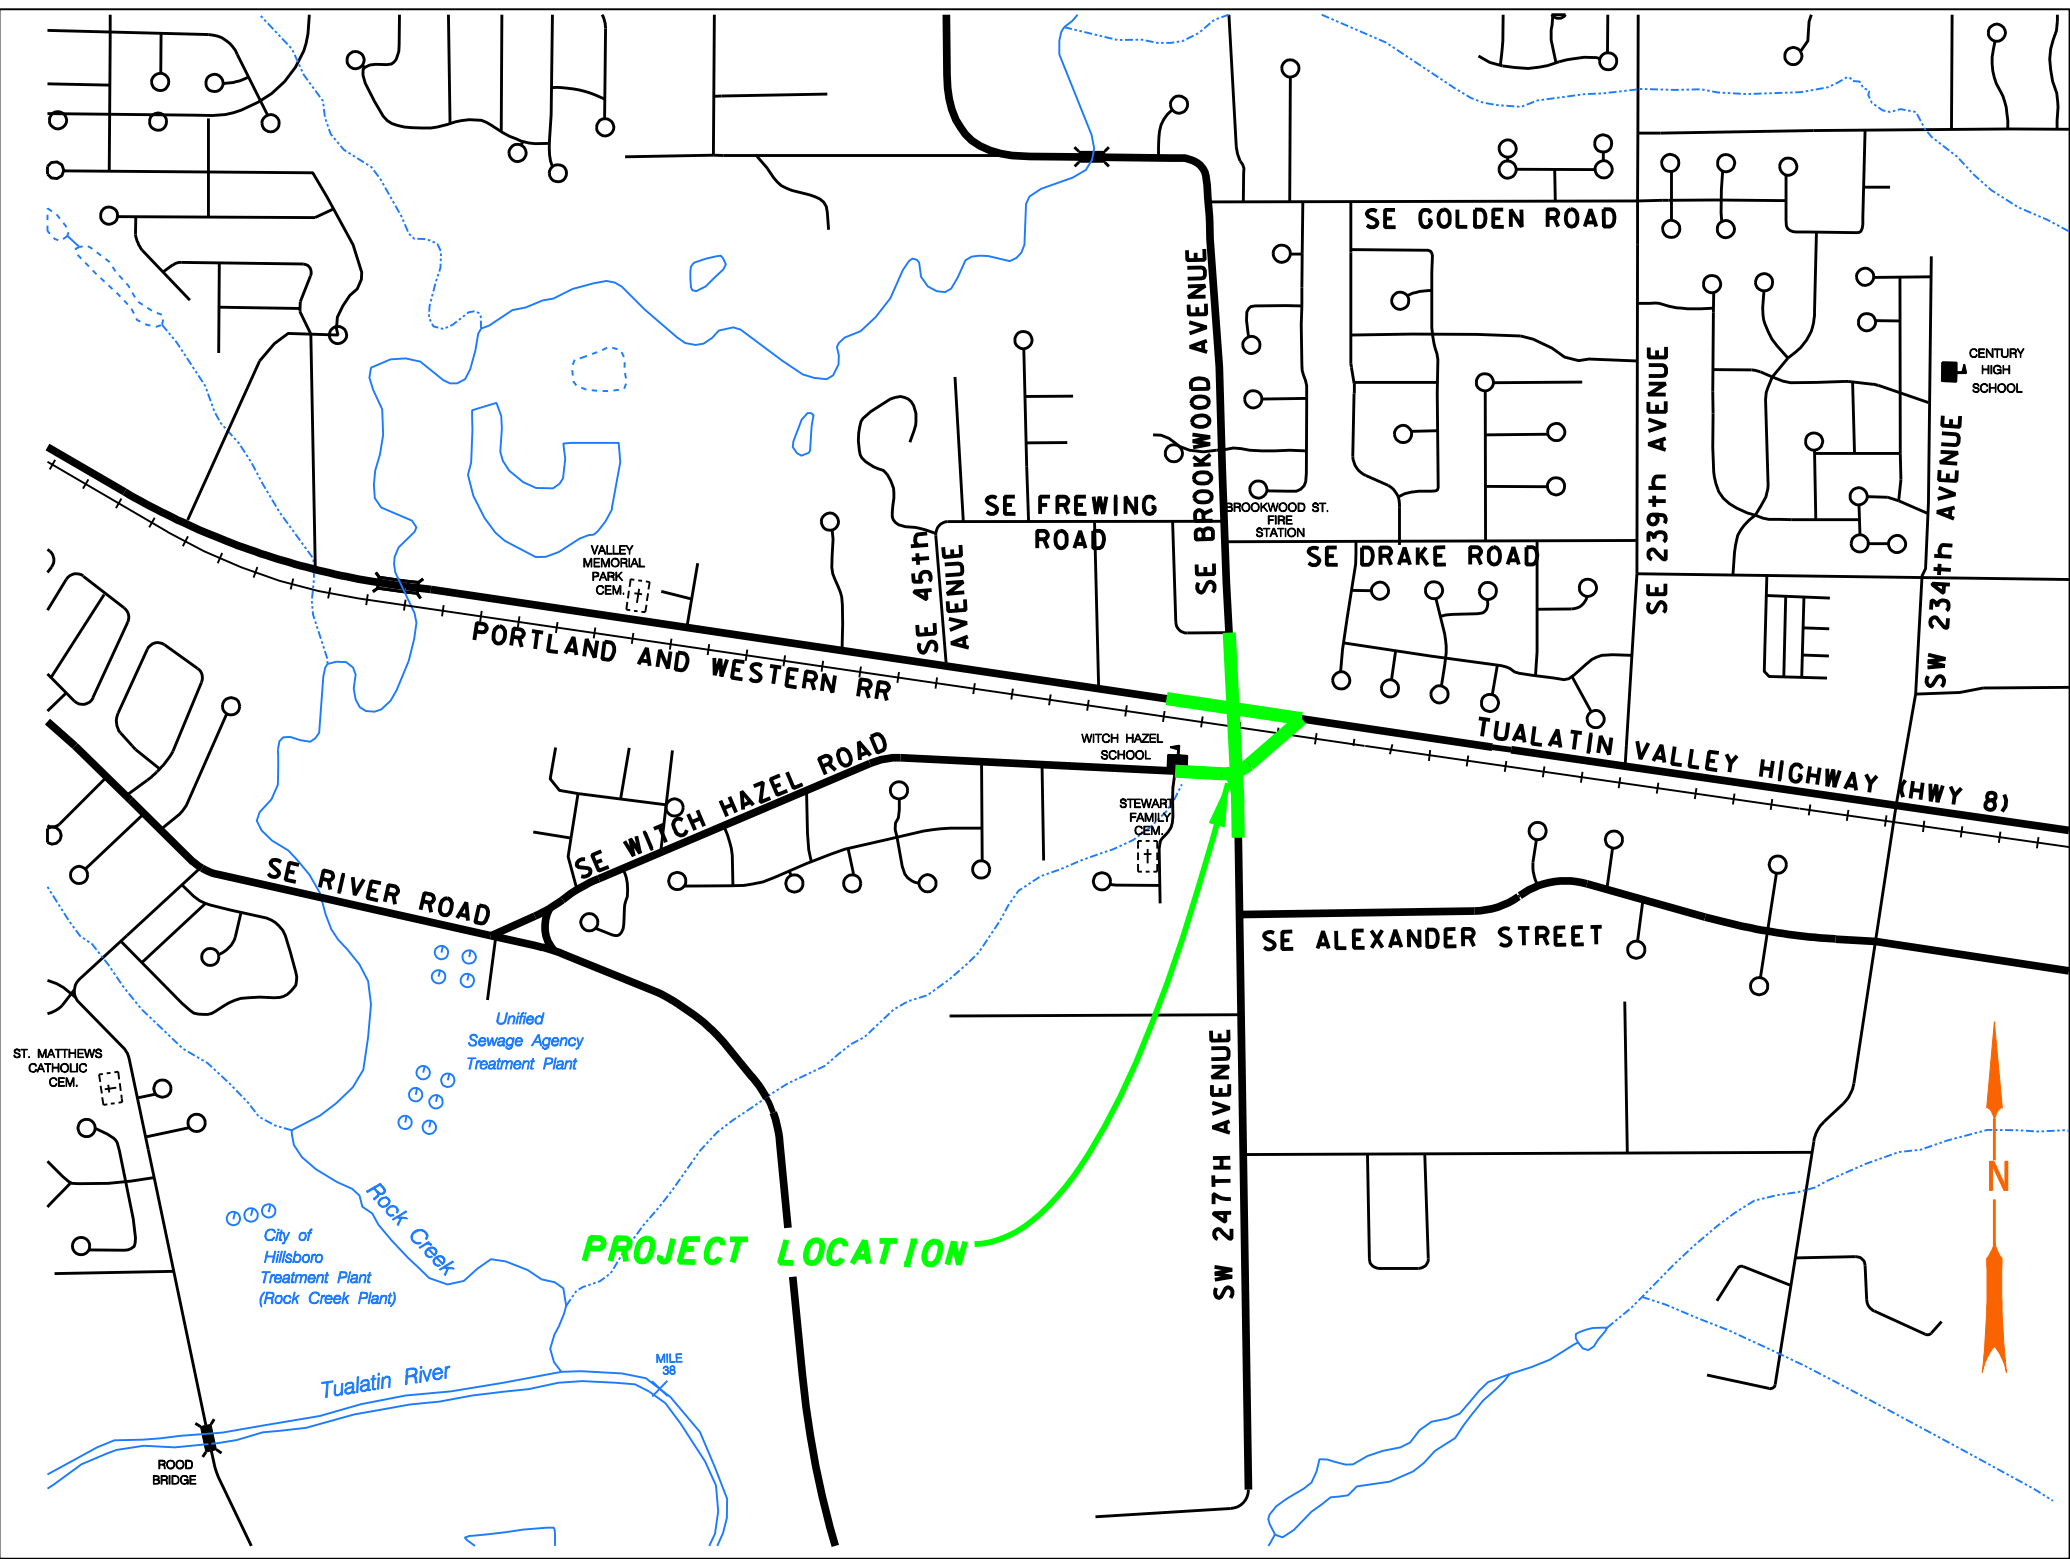 SE GOLDEN ROAD
SE BROOKWOOD AVENUE
SE 239th AVENUE
CENTURY
HIGH
SCHOOL
SW 234th AVENUE
SE FREWING
ROAD
BROOKWOOD ST.
FIRE
STATION
SE DRAKE ROAD
SE 45th
AVENUE
VALLEY
MEMORIAL
PARK
CEM.
PORTLAND AND WESTERN RR
TUALATIN VALLEY HIGHWAY (HWY 8)
WITCH HAZEL
SCHOOL
SE WITCH HAZEL ROAD
STEWART
FAMILY
CEM.
SE RIVER ROAD
SE ALEXANDER STREET
Unified
Sewage Agency
Treatment Plant
ST. MATTHEWS
CATHOLIC
CEM.
SW 247TH AVENUE
N
Rock Creek
City of
Hillsboro
Treatment Plant
(Rock Creek Plant)
PROJECT LOCATION
Tualatin River
MILE
38
ROOD
BRIDGE